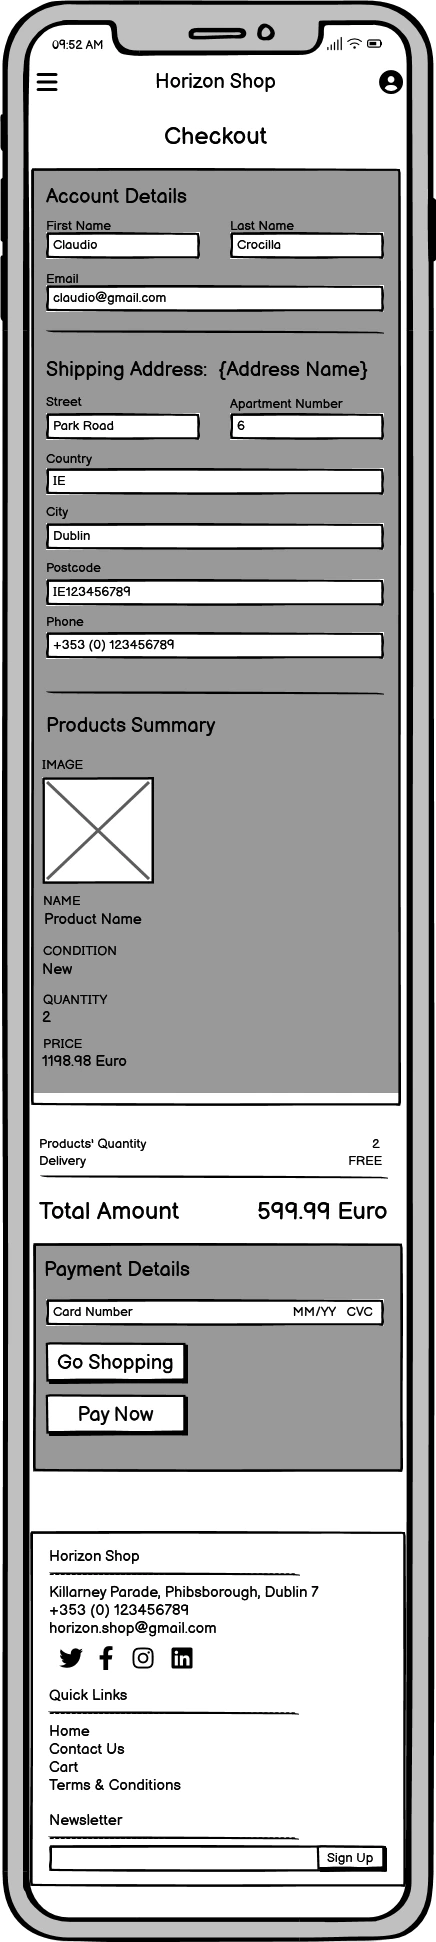 09:52 AM
Horizon Shop
Checkout
Account Details
First Name Last Name
Claudio Crocilla
Email
claudio@gmail.com
Shipping Address: {Address Name}
Street Apartment Number
Park Road 6
Country
IE
City
Dublin
Postcode
IE123456789
Phone
+353 (0) 123456789
Products Summary
IMAGE
NAME
Product Name
CONDITION
New
QUANTITY
2
PRICE
1198.98 Euro
Products' Quantity 2
Delivery FREE
Total Amount 599.99 Euro
Payment Details
Card Number MM/YY CVC
Go Shopping
Pay Now
Horizon Shop
Killarney Parade, Phibsborough, Dublin 7
+353 (0) 123456789
horizon.shop@gmail.com
Quick Links
Home
Contact Us
Cart
Terms & Conditions
Newsletter
Sign Up